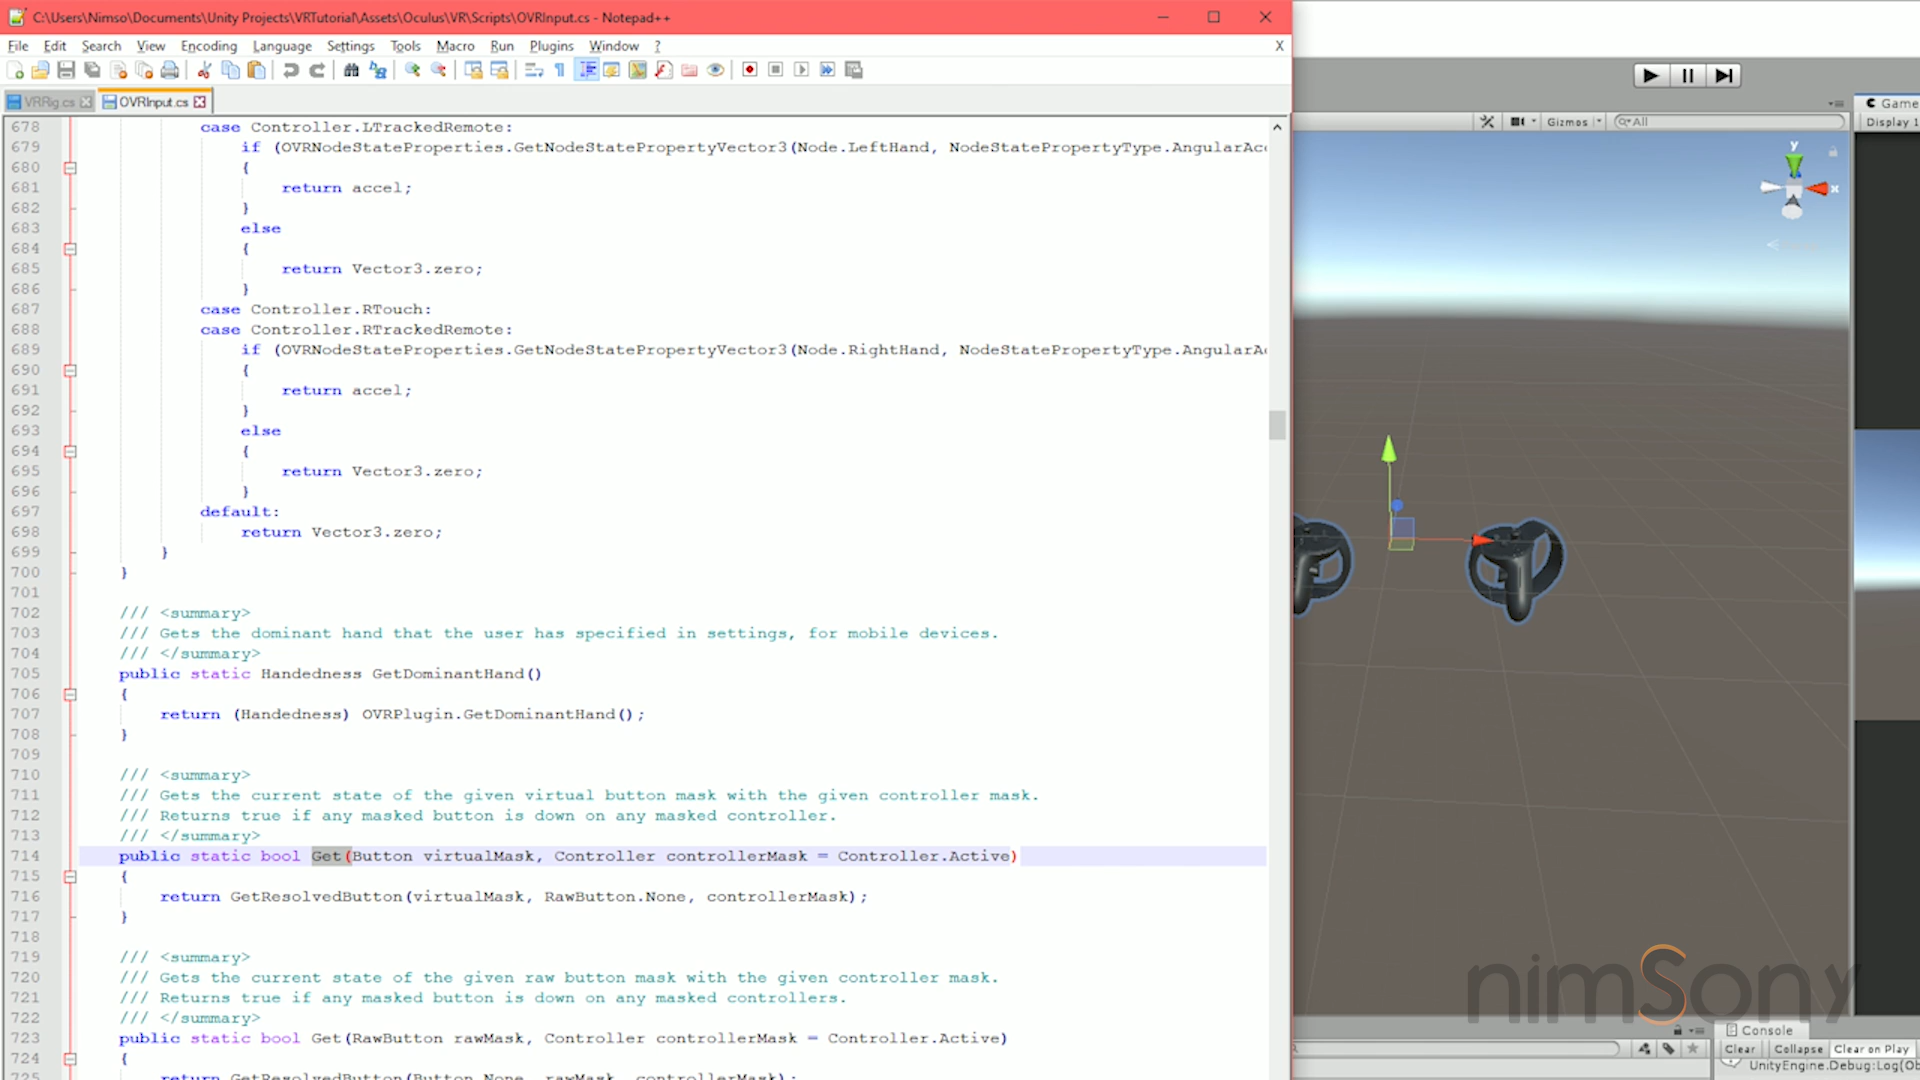 C:\Users\Nimso\Documents\Unity Projects\VRTutorial\Assets\Oculus\VR\Scripts\OVRInput.cs - Notepad++
File Edit Search View Encoding Language Settings Tools Macro Run Plugins Window ? X
VRRig.cs OVRInput.cs
678 case Controller.LTrackedRemote:
679 if (OVRNodeStateProperties.GetNodeStatePropertyVector3(Node.LeftHand, NodeStatePropertyType.AngularAcc
680 {
681 return accel;
682 }
683 else
684 {
685 return Vector3.zero;
686 }
687 case Controller.RTouch:
688 case Controller.RTrackedRemote:
689 if (OVRNodeStateProperties.GetNodeStatePropertyVector3(Node.RightHand, NodeStatePropertyType.AngularA
690 {
691 return accel;
692 }
693 else
694 {
695 return Vector3.zero;
696 }
697 default:
698 return Vector3.zero;
699 }
700 }
701
702 /// <summary>
703 /// Gets the dominant hand that the user has specified in settings, for mobile devices.
704 /// </summary>
705 public static Handedness GetDominantHand()
706 {
707 return (Handedness) OVRPlugin.GetDominantHand();
708 }
709
710 /// <summary>
711 /// Gets the current state of the given virtual button mask with the given controller mask.
712 /// Returns true if any masked button is down on any masked controller.
713 /// </summary>
714 public static bool Get(Button virtualMask, Controller controllerMask = Controller.Active)
715 {
716 return GetResolvedButton(virtualMask, RawButton.None, controllerMask);
717 }
718
719 /// <summary>
720 /// Gets the current state of the given raw button mask with the given controller mask.
721 /// Returns true if any masked button is down on any masked controllers.
722 /// </summary>
723 public static bool Get(RawButton rawMask, Controller controllerMask = Controller.Active)
724 {
725 return GetResolvedButton(Button.None, rawMask, controllerMask);
Game
Gizmos All
Display 1
y
x
nimSony
Console
Clear Collapse Clear on Play
UnityEngine.Debug:Log(Ob